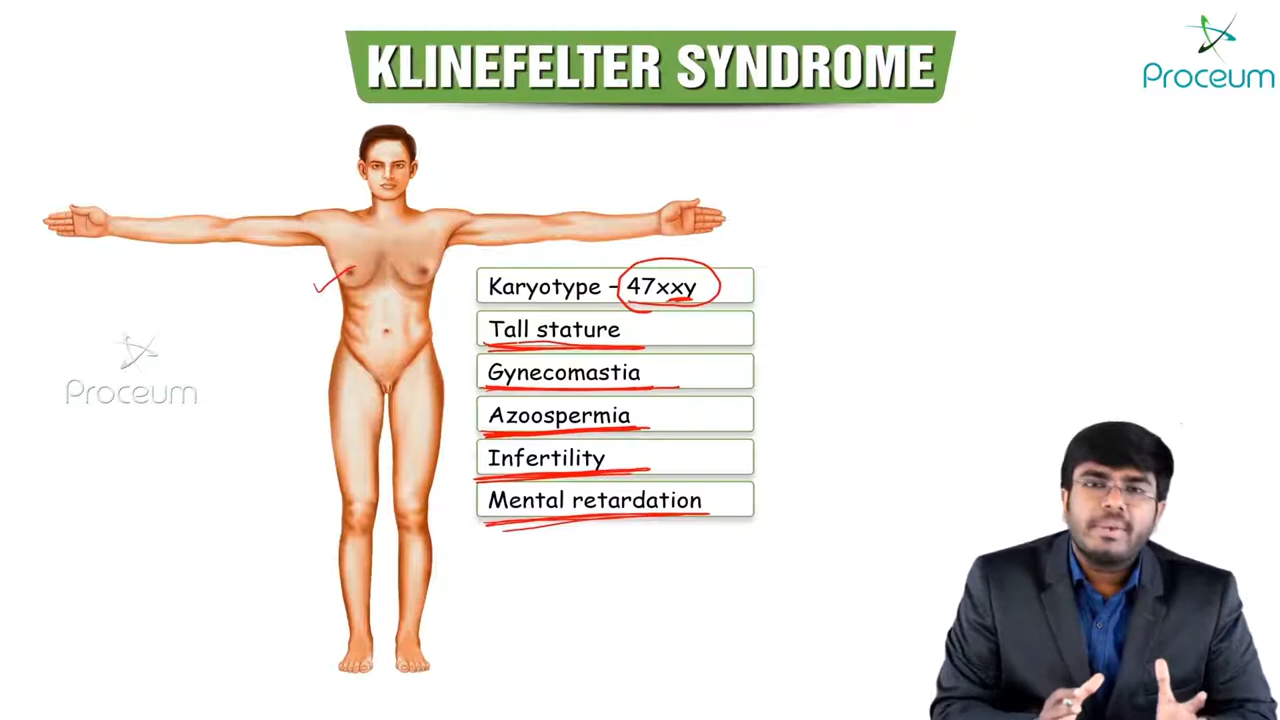 KLINEFELTER SYNDROME
Proceum
Karyotype - 47xxy
Tall stature
Gynecomastia
Proceum
Azoospermia
Infertility
Mental retardation